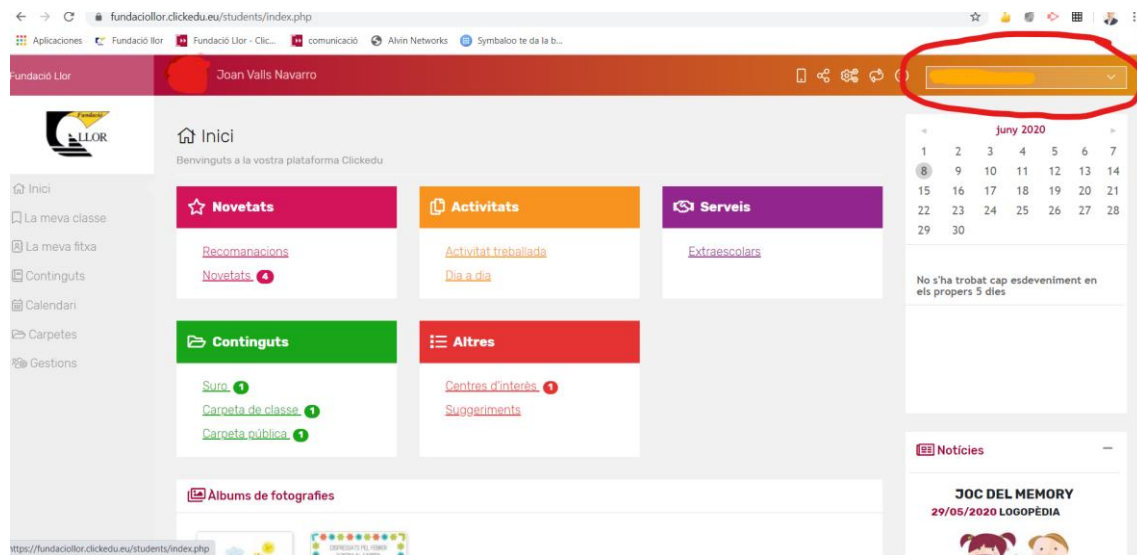 fundaciollor.clickedu.eu/students/index.php
Aplicaciones Fundació llor Fundació Llor - Clic... comunicació Alvin Networks Symbaloo te da la b...
Fundació Llor
Joan Valls Navarro
Fundació
LLOR
Inici
La meva classe
La meva fitxa
Continguts
Calendari
Carpetes
Gestions
Inici
Benvinguts a la vostra plataforma Clickedu
Novetats
Recomanacions
Novetats 4
Activitats
Activitat treballada
Dia a dia
Serveis
Extraescolars
Continguts
Suro 1
Carpeta de classe 1
Carpeta pública 1
Altres
Centres d'interès 1
Suggeriments
Àlbums de fotografies
juny 2020
1 2 3 4 5 6 7
8 9 10 11 12 13 14
15 16 17 18 19 20 21
22 23 24 25 26 27 28
29 30
No s'ha trobat cap esdeveniment en
els propers 5 dies
Notícies
JOC DEL MEMORY
29/05/2020 LOGOPÈDIA
https://fundaciollor.clickedu.eu/students/index.php